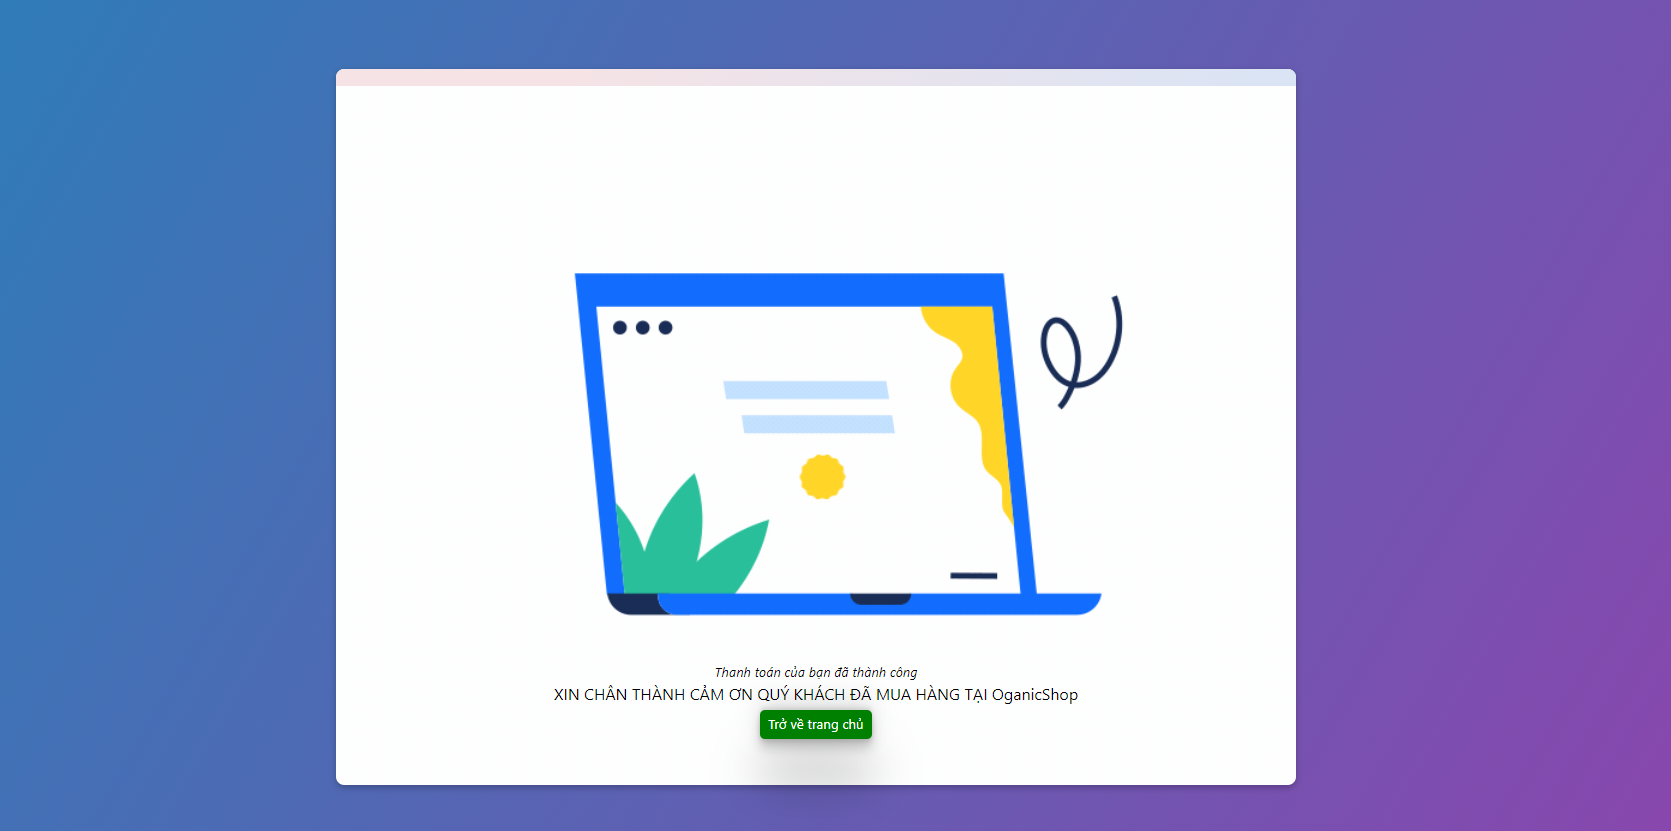 Thanh toán của bạn đã thành công
XIN CHÂN THÀNH CẢM ƠN QUÝ KHÁCH ĐÃ MUA HÀNG TẠI OganicShop
Trở về trang chủ